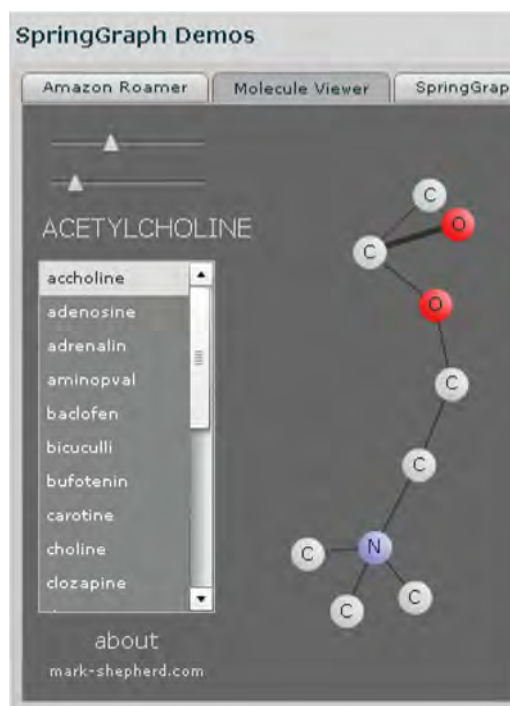 SpringGraph Demos
Amazon Roamer Molecule Viewer SpringGrap
ACETYLCHOLINE
accholine
adenosine
adrenalin
aminopval
baclofen
bicuculli
bufotenin
carotine
choline
clozapine
about
mark-shepherd.com
C
O
C
O
C
C
N
C
C
C